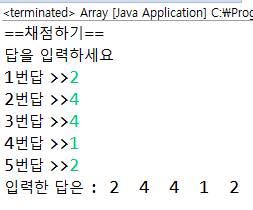 <terminated> Array [Java Application] C:₩Prog
==채점하기==
답을 입력하세요
1번답 >>2
2번답 >>4
3번답 >>4
4번답 >>1
5번답 >>2
입력한 답은 : 2 4 4 1 2